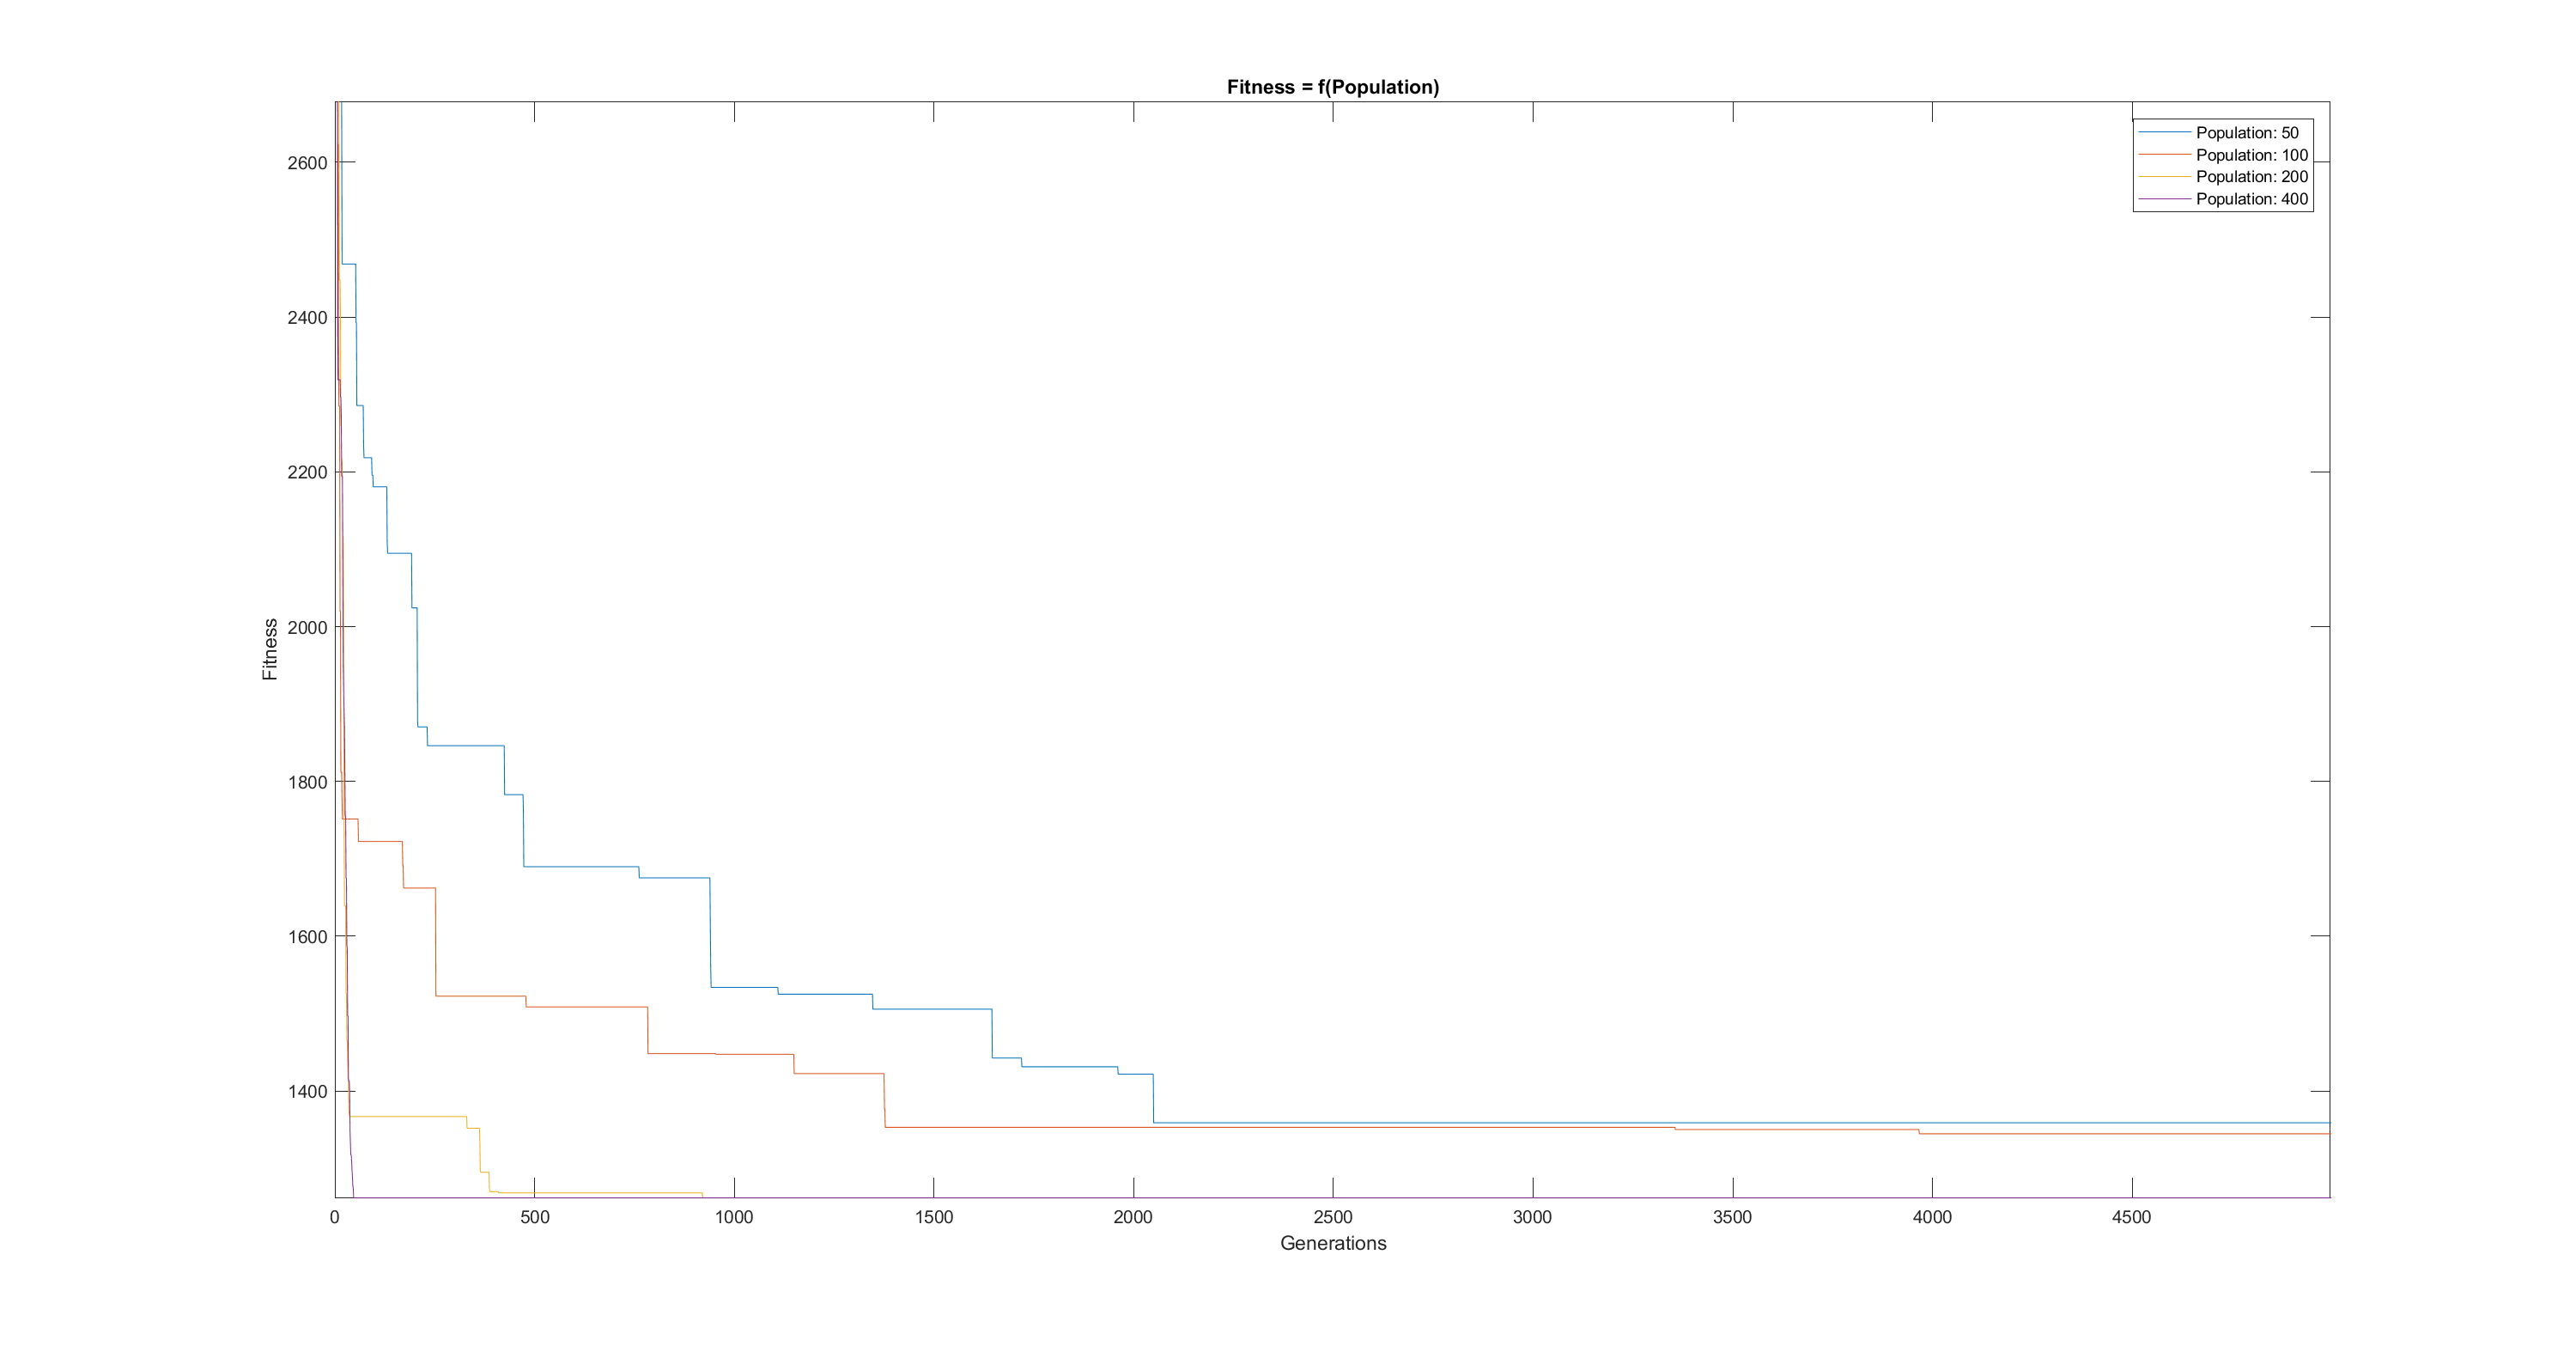 Fitness = f(Population)
Population: 50
Population: 100
Population: 200
Population: 400
2600
2400
2200
2000
1800
1600
1400
Fitness
0 500 1000 1500 2000 2500 3000 3500 4000 4500
Generations